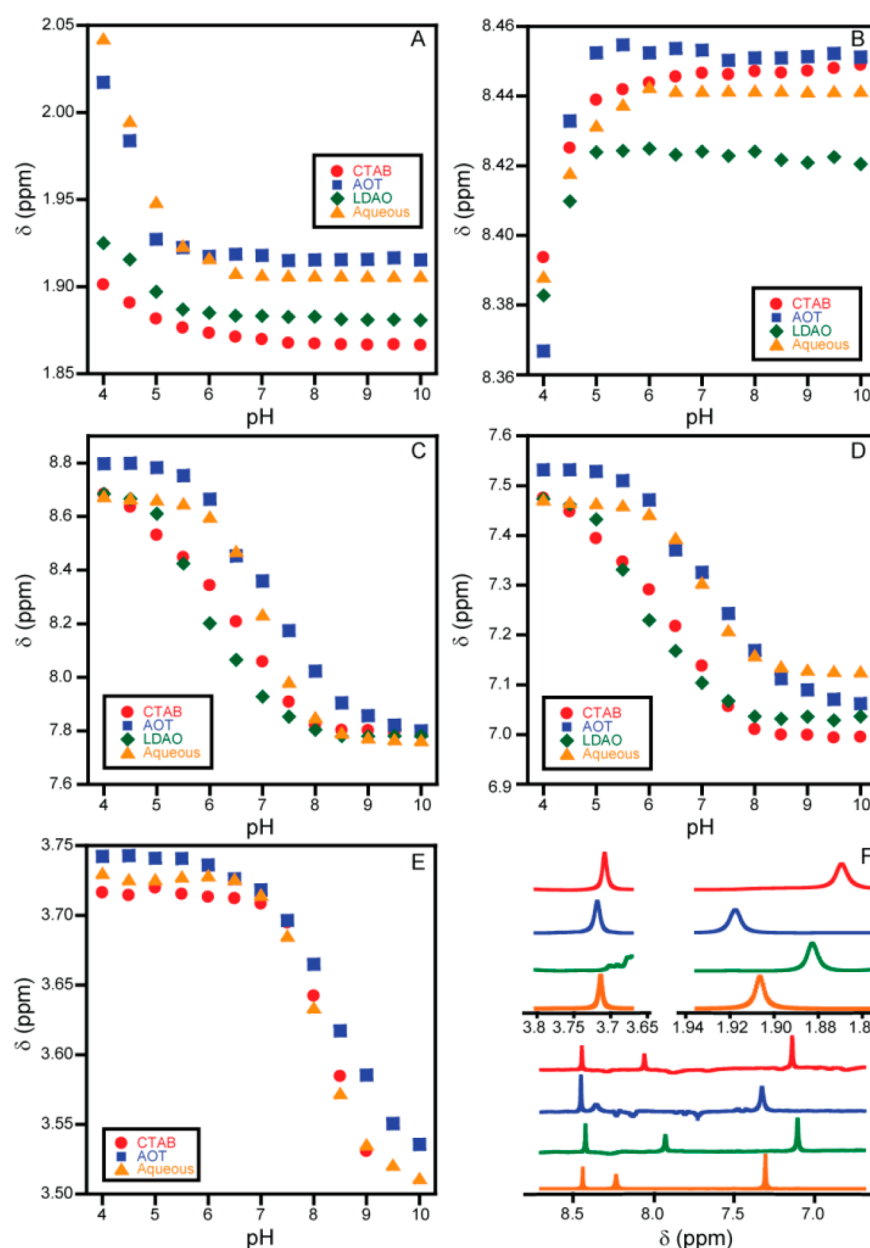 A
2.05
2.00
1.95
1.90
1.85
δ (ppm)
CTAB
AOT
LDAO
Aqueous
4 5 6 7 8 9 10
pH
B
8.46
8.44
8.42
8.40
8.38
8.36
δ (ppm)
CTAB
AOT
LDAO
Aqueous
4 5 6 7 8 9 10
pH
C
8.8
8.6
8.4
8.2
8.0
7.8
7.6
δ (ppm)
CTAB
AOT
LDAO
Aqueous
4 5 6 7 8 9 10
pH
D
7.6
7.5
7.4
7.3
7.2
7.1
7.0
6.9
δ (ppm)
CTAB
AOT
LDAO
Aqueous
4 5 6 7 8 9 10
pH
E
3.75
3.70
3.65
3.60
3.55
3.50
δ (ppm)
CTAB
AOT
Aqueous
4 5 6 7 8 9 10
pH
F
3.8 3.75 3.7 3.65
1.94 1.92 1.90 1.88
8.5 8.0 7.5 7.0
δ (ppm)